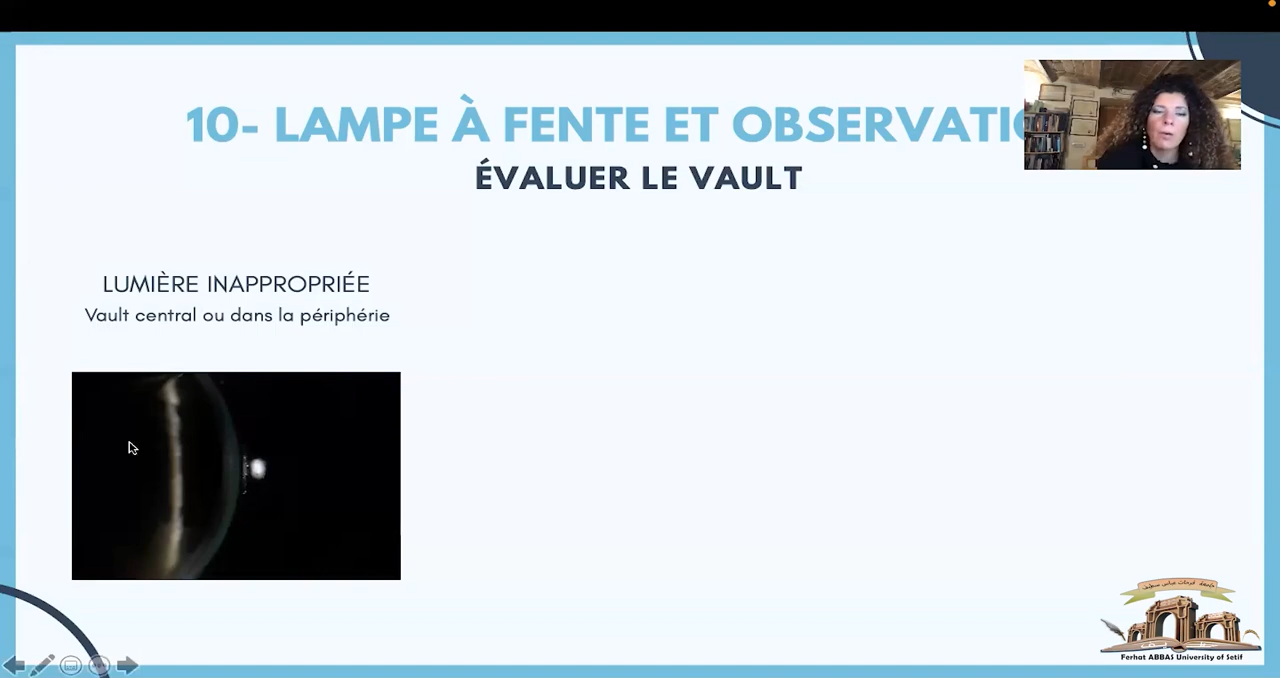 10- LAMPE À FENTE ET OBSERVATIO
ÉVALUER LE VAULT
LUMIÈRE INAPPROPRIÉE
Vault central ou dans la périphérie
Ferhat ABBAS University of Setif